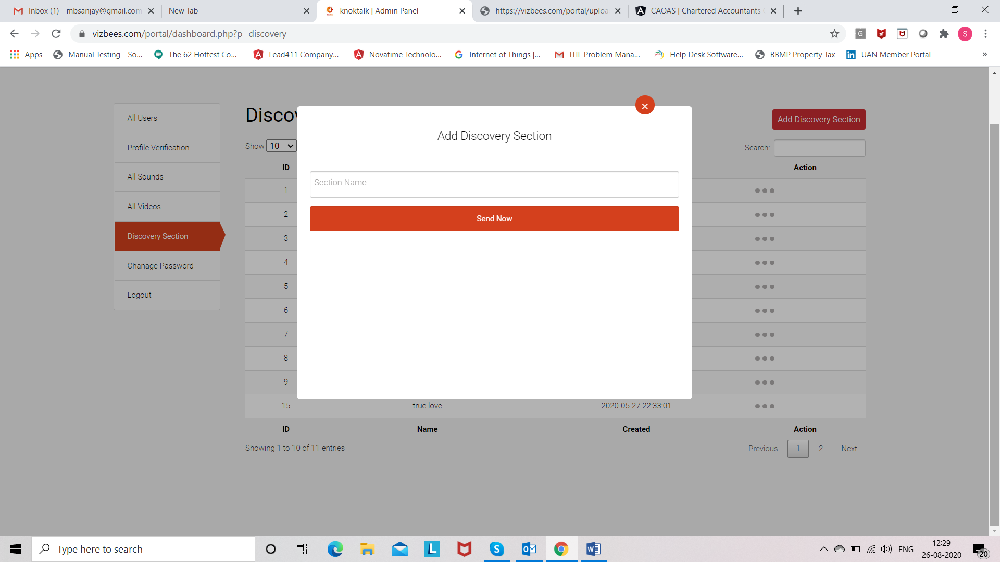 Inbox (1) - mbsanjay@gmail.com
New Tab
knoktalk | Admin Panel
https://vizbees.com/portal/uploa
CAOAS | Chartered Accountants
vizbees.com/portal/dashboard.php?p=discovery
G
S
Apps
Manual Testing - So...
The 62 Hottest Co...
Lead411 Company...
Novatime Technolo...
Internet of Things |...
ITIL Problem Mana...
Help Desk Software...
BBMP Property Tax
UAN Member Portal
»
All Users
Profile Verification
All Sounds
All Videos
Discovery Section
Chanage Password
Logout
Disco
Add Discovery Section
Show 10
Search:
ID
Action
1
2
3
4
5
6
7
8
9
15 true love 2020-05-27 22:33:01
ID Name Created Action
Showing 1 to 10 of 11 entries
Previous 1 2 Next
Add Discovery Section
Section Name
Send Now
Type here to search
ENG
12:29
26-08-2020
20